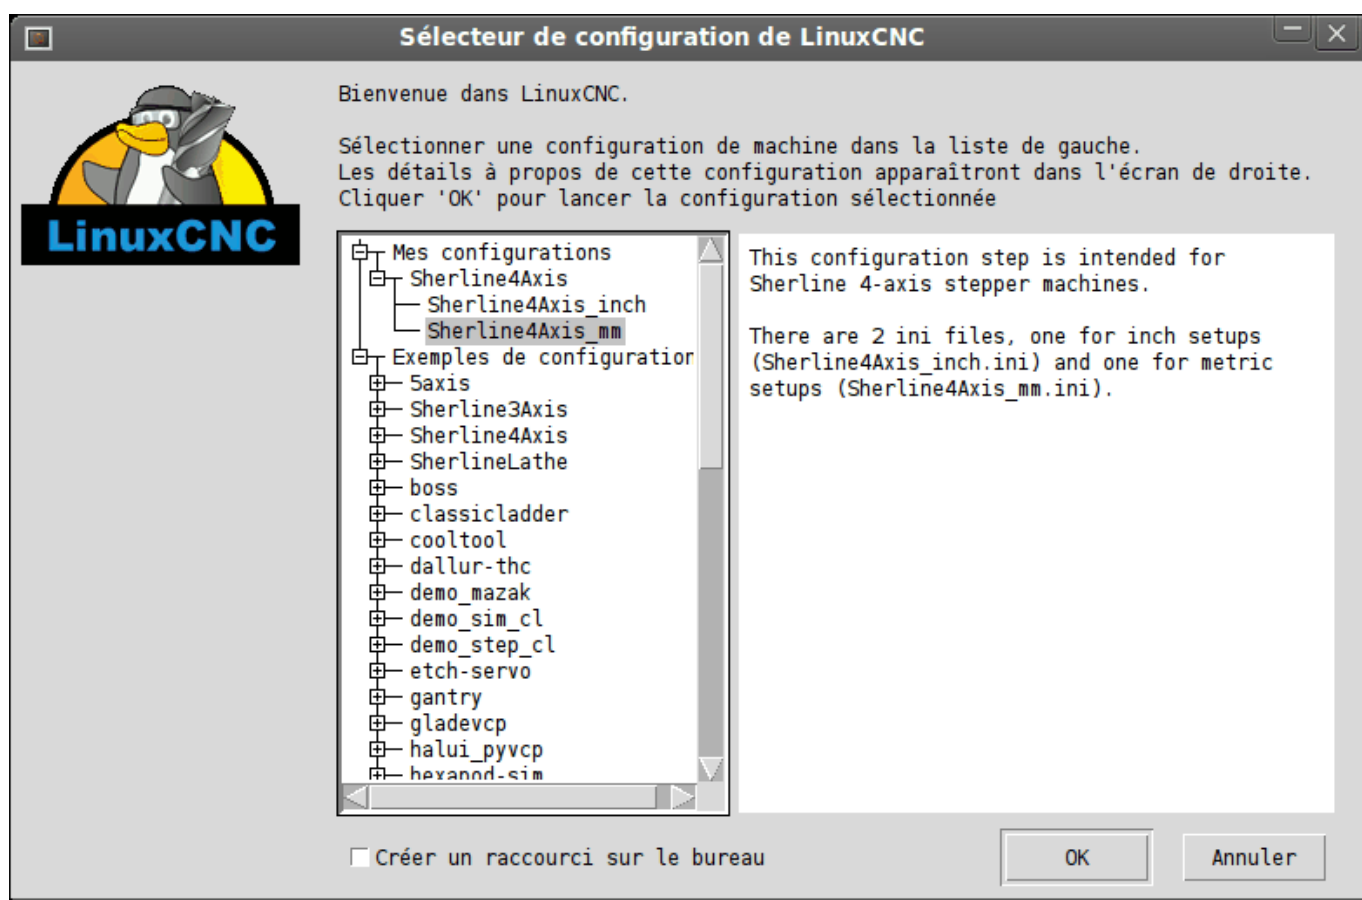 Sélecteur de configuration de LinuxCNC
LinuxCNC
Bienvenue dans LinuxCNC.
Sélectionner une configuration de machine dans la liste de gauche.
Les détails à propos de cette configuration apparaîtront dans l'écran de droite.
Cliquer 'OK' pour lancer la configuration sélectionnée
Mes configurations
Sherline4Axis
Sherline4Axis_inch
Sherline4Axis_mm
Exemples de configuration
5axis
Sherline3Axis
Sherline4Axis
SherlineLathe
boss
classicladder
cooltool
dallur-thc
demo_mazak
demo_sim_cl
demo_step_cl
etch-servo
gantry
gladevcp
halui_pyvcp
hexapod-sim
This configuration step is intended for
Sherline 4-axis stepper machines.
There are 2 ini files, one for inch setups
(Sherline4Axis_inch.ini) and one for metric
setups (Sherline4Axis_mm.ini).
Créer un raccourci sur le bureau
OK
Annuler